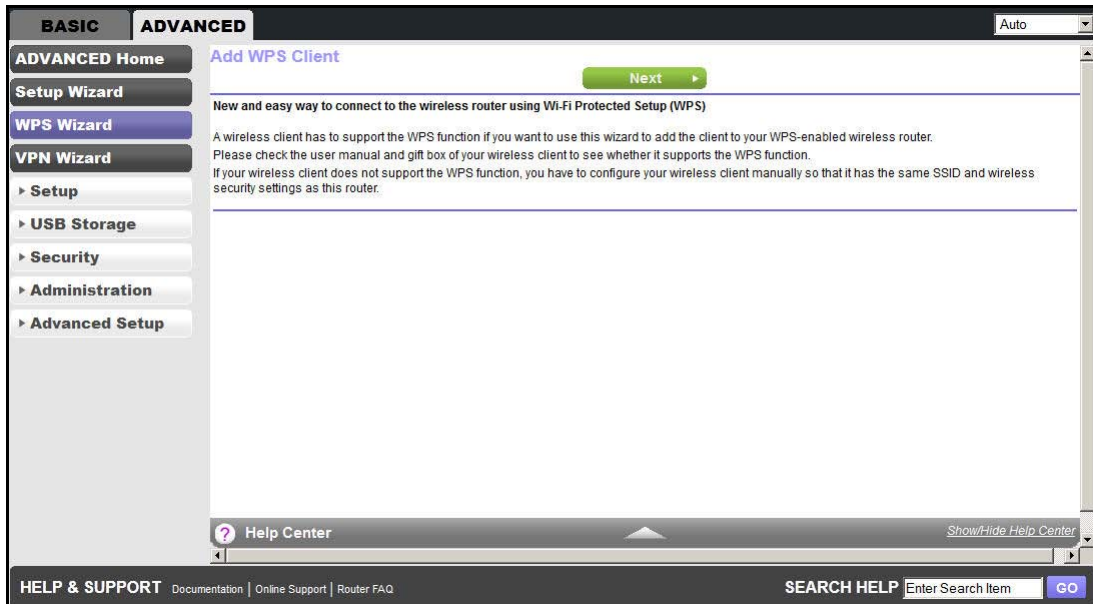 BASIC ADVANCED Auto
ADVANCED Home
Setup Wizard
WPS Wizard
VPN Wizard
Setup
USB Storage
Security
Administration
Advanced Setup
Add WPS Client
Next
New and easy way to connect to the wireless router using Wi-Fi Protected Setup (WPS)
A wireless client has to support the WPS function if you want to use this wizard to add the client to your WPS-enabled wireless router.
Please check the user manual and gift box of your wireless client to see whether it supports the WPS function.
If your wireless client does not support the WPS function, you have to configure your wireless client manually so that it has the same SSID and wireless
security settings as this router.
? Help Center Show/Hide Help Center
HELP & SUPPORT Documentation | Online Support | Router FAQ SEARCH HELP Enter Search Item GO